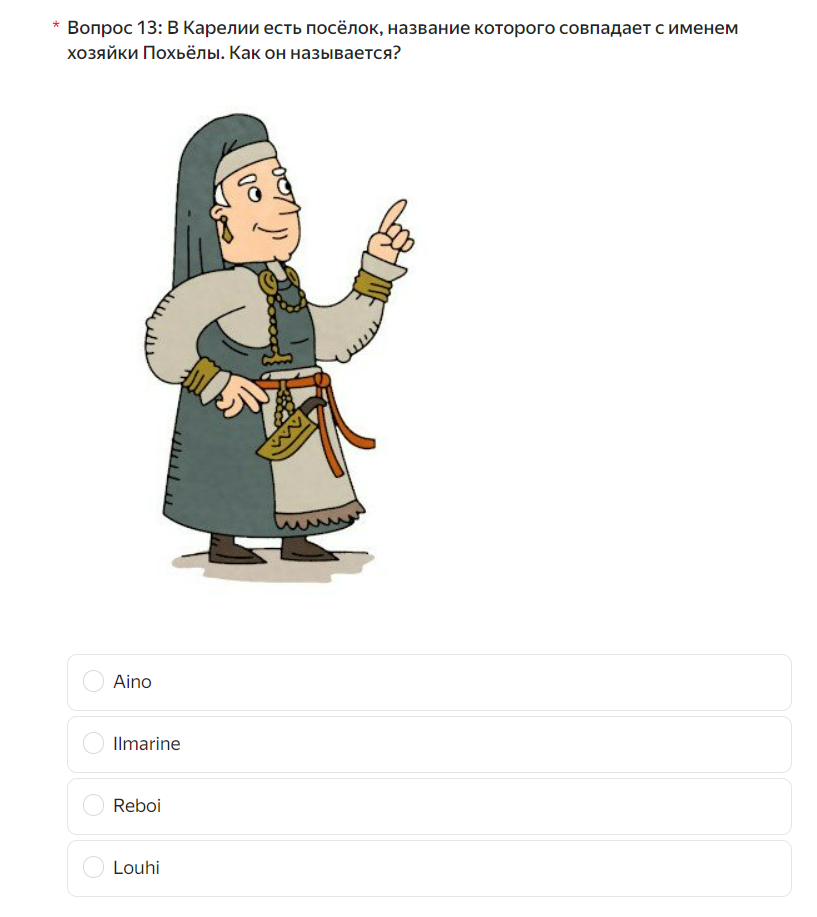 * Вопрос 13: В Карелии есть посёлок, название которого совпадает с именем
хозяйки Похьёлы. Как он называется?
Aino
Ilmarine
Reboi
Louhi